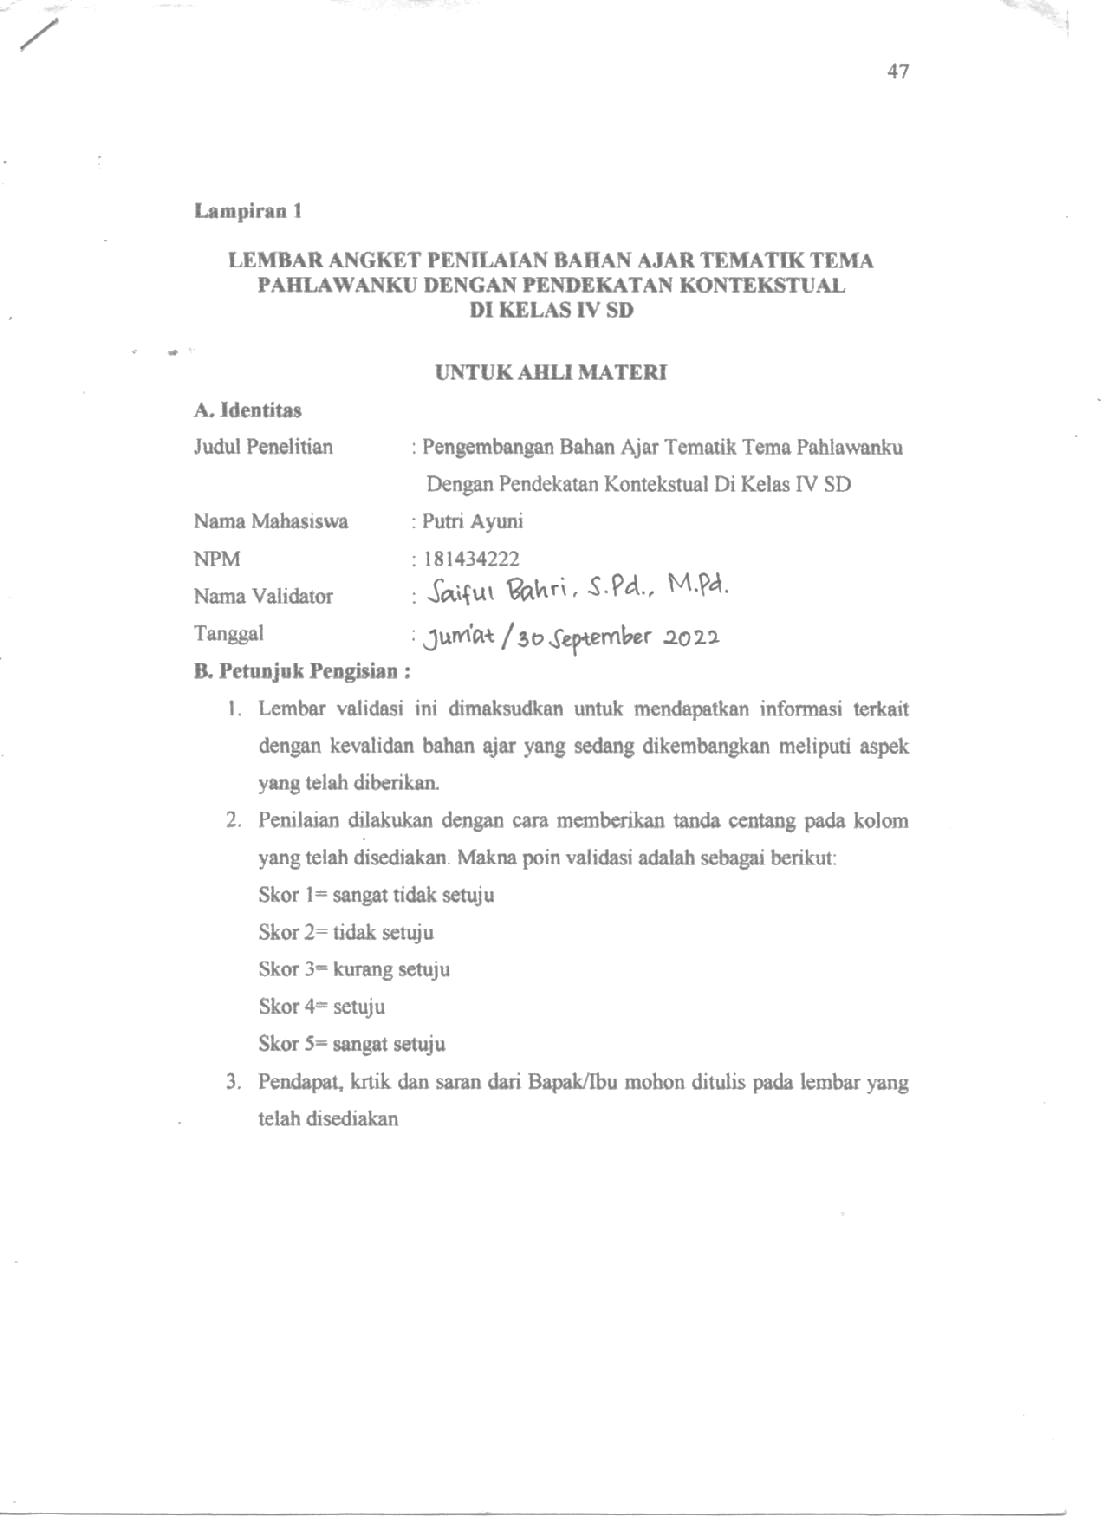 47
Lampiran 1
LEMBAR ANGKET PENILAIAN BAHAN AJAR TEMATIK TEMA
PAHLAWANKU DENGAN PENDEKATAN KONTEKSTUAL
DI KELAS IV SD
UNTUK AHLI MATERI
A. Identitas
Judul Penelitian : Pengembangan Bahan Ajar Tematik Tema Pahlawanku
Dengan Pendekatan Kontekstual Di Kelas IV SD
Nama Mahasiswa : Putri Ayuni
NPM : 181434222
Nama Validator : Saiful Bahri, S.Pd., M.Pd.
Tanggal : Jum'at / 30 September 2022
B. Petunjuk Pengisian :
1. Lembar validasi ini dimaksudkan untuk mendapatkan informasi terkait
dengan kevalidan bahan ajar yang sedang dikembangkan meliputi aspek
yang telah diberikan.
2. Penilaian dilakukan dengan cara memberikan tanda centang pada kolom
yang telah disediakan. Makna poin validasi adalah sebagai berikut:
Skor 1= sangat tidak setuju
Skor 2= tidak setuju
Skor 3= kurang setuju
Skor 4= setuju
Skor 5= sangat setuju
3. Pendapat, krtik dan saran dari Bapak/Ibu mohon ditulis pada lembar yang
telah disediakan